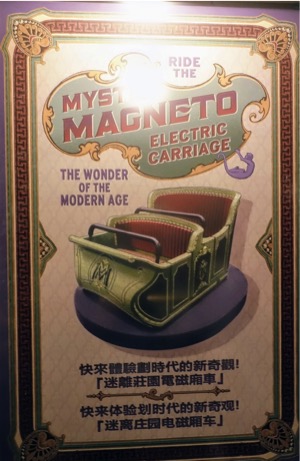 RIDE
THE
MAGNETO
ELECTRIC
CARRIAGE
THE WONDER
OF THE
MODERN AGE
快來體驗劃時代的新奇觀!
「迷離莊園電磁廂車」
快来体验划时代的新奇观!
「迷离庄园电磁厢车」